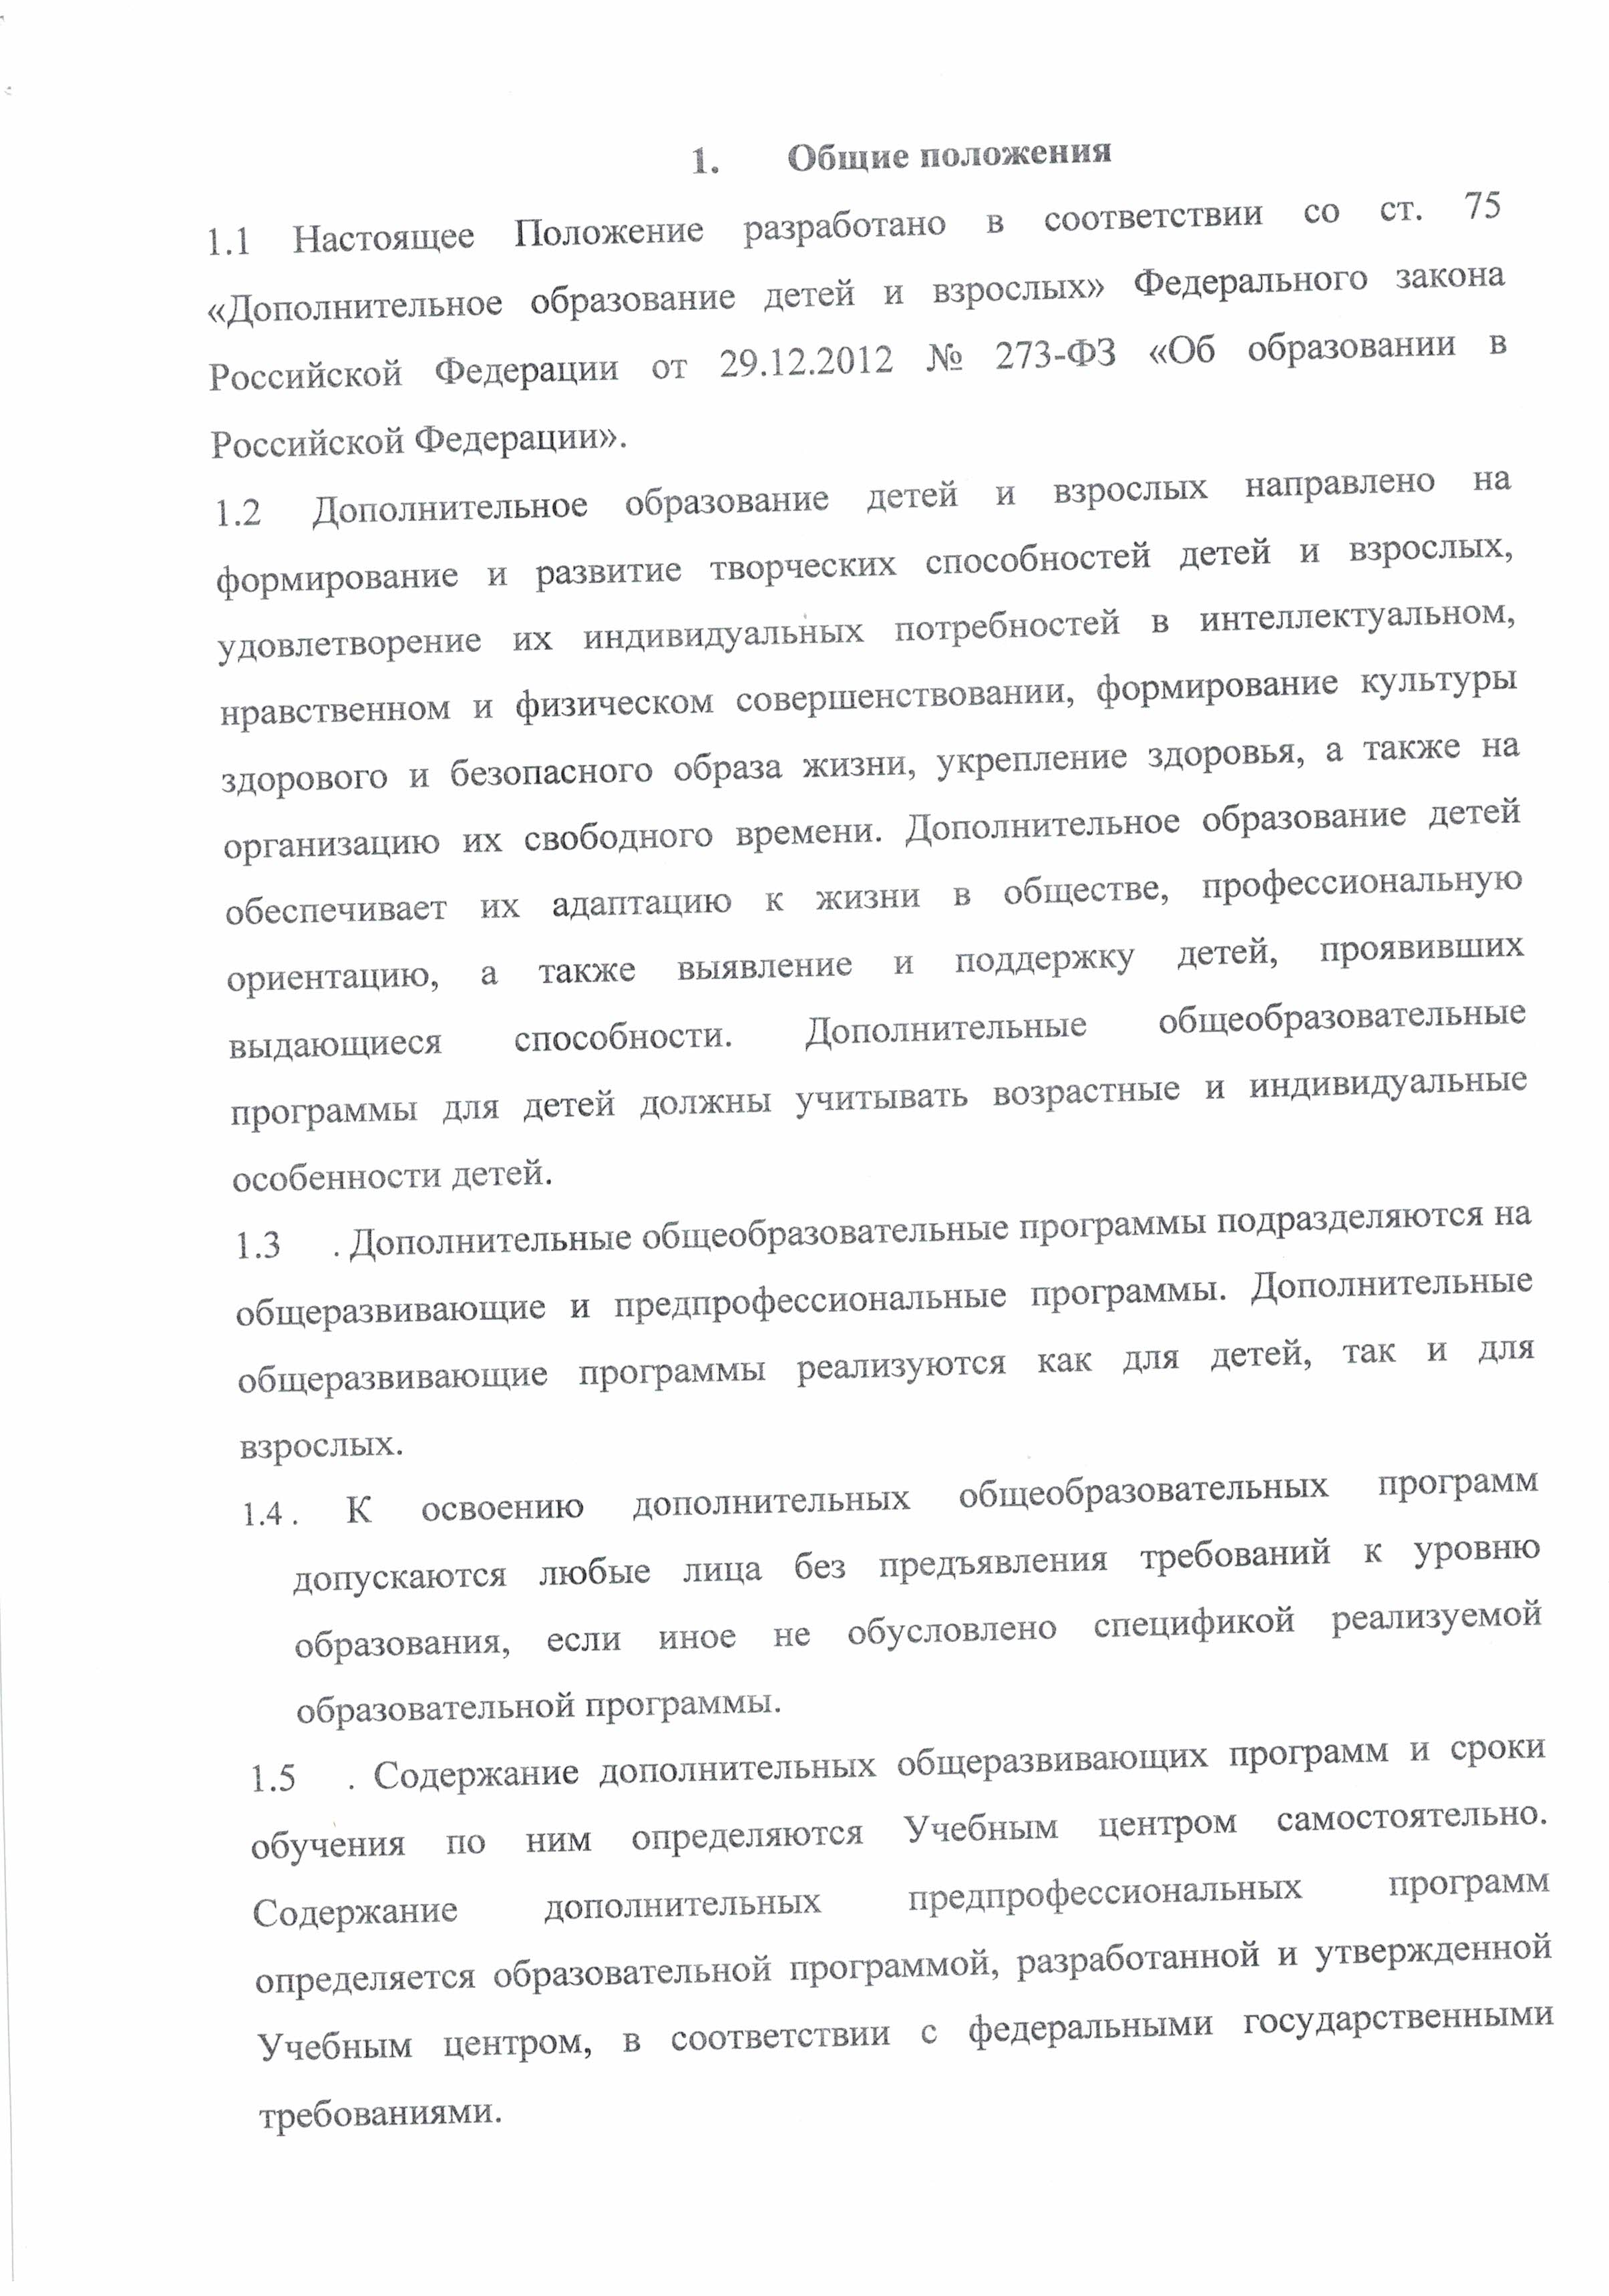 1. Общие положения
1.1 Настоящее Положение разработано в соответствии со ст. 75
«Дополнительное образование детей и взрослых» Федерального закона
Российской Федерации от 29.12.2012 № 273-ФЗ «Об образовании в
Российской Федерации».
1.2 Дополнительное образование детей и взрослых направлено на
формирование и развитие творческих способностей детей и взрослых,
удовлетворение их индивидуальных потребностей в интеллектуальном,
нравственном и физическом совершенствовании, формирование культуры
здорового и безопасного образа жизни, укрепление здоровья, а также на
организацию их свободного времени. Дополнительное образование детей
обеспечивает их адаптацию к жизни в обществе, профессиональную
ориентацию, а также выявление и поддержку детей, проявивших
выдающиеся способности. Дополнительные общеобразовательные
программы для детей должны учитывать возрастные и индивидуальные
особенности детей.
1.3 . Дополнительные общеобразовательные программы подразделяются на
общеразвивающие и предпрофессиональные программы. Дополнительные
общеразвивающие программы реализуются как для детей, так и для
взрослых.
1.4 . К освоению дополнительных общеобразовательных программ
допускаются любые лица без предъявления требований к уровню
образования, если иное не обусловлено спецификой реализуемой
образовательной программы.
1.5 . Содержание дополнительных общеразвивающих программ и сроки
обучения по ним определяются Учебным центром самостоятельно.
Содержание дополнительных предпрофессиональных программ
определяется образовательной программой, разработанной и утвержденной
Учебным центром, в соответствии с федеральными государственными
требованиями.